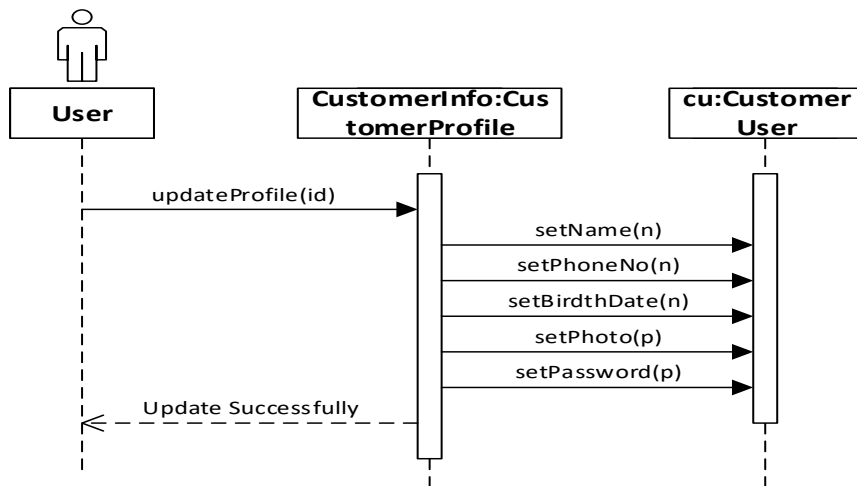 User
CustomerInfo:Cus
tomerProfile
cu:Customer
User
updateProfile(id)
setName(n)
setPhoneNo(n)
setBirdthDate(n)
setPhoto(p)
setPassword(p)
Update Successfully